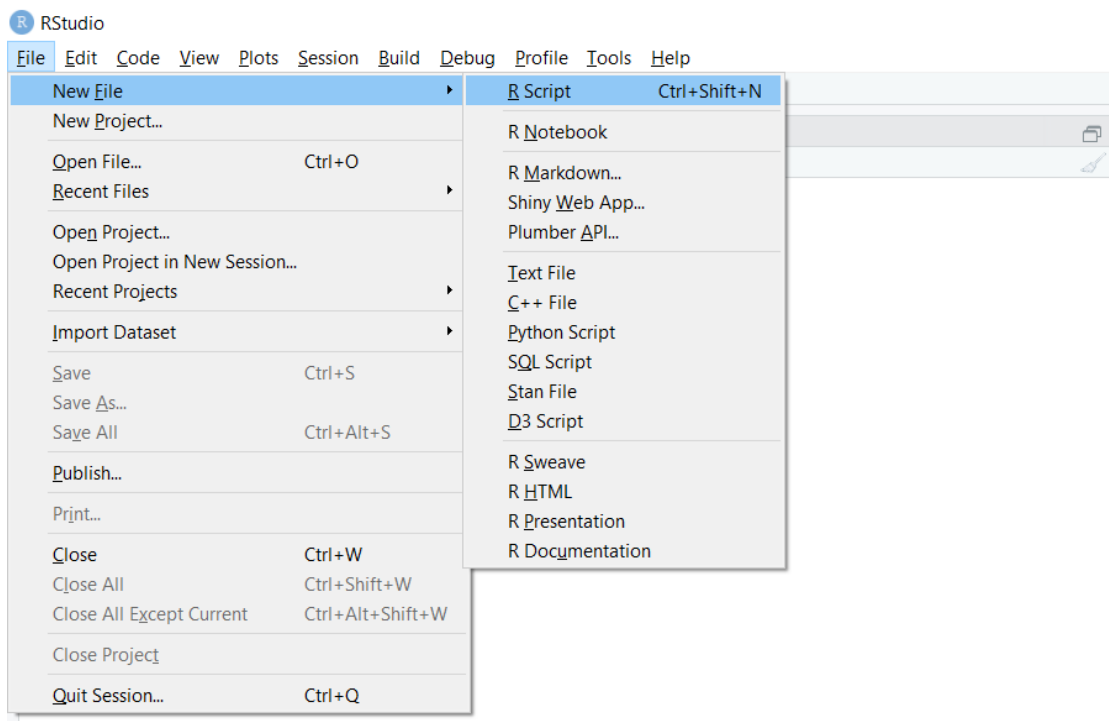 R RStudio
File Edit Code View Plots Session Build Debug Profile Tools Help
New File
New Project...
Open File... Ctrl+O
Recent Files
Open Project...
Open Project in New Session...
Recent Projects
Import Dataset
Save Ctrl+S
Save As...
Save All Ctrl+Alt+S
Publish...
Print...
Close Ctrl+W
Close All Ctrl+Shift+W
Close All Except Current Ctrl+Alt+Shift+W
Close Project
Quit Session... Ctrl+Q
R Script Ctrl+Shift+N
R Notebook
R Markdown...
Shiny Web App...
Plumber API...
Text File
C++ File
Python Script
SQL Script
Stan File
D3 Script
R Sweave
R HTML
R Presentation
R Documentation